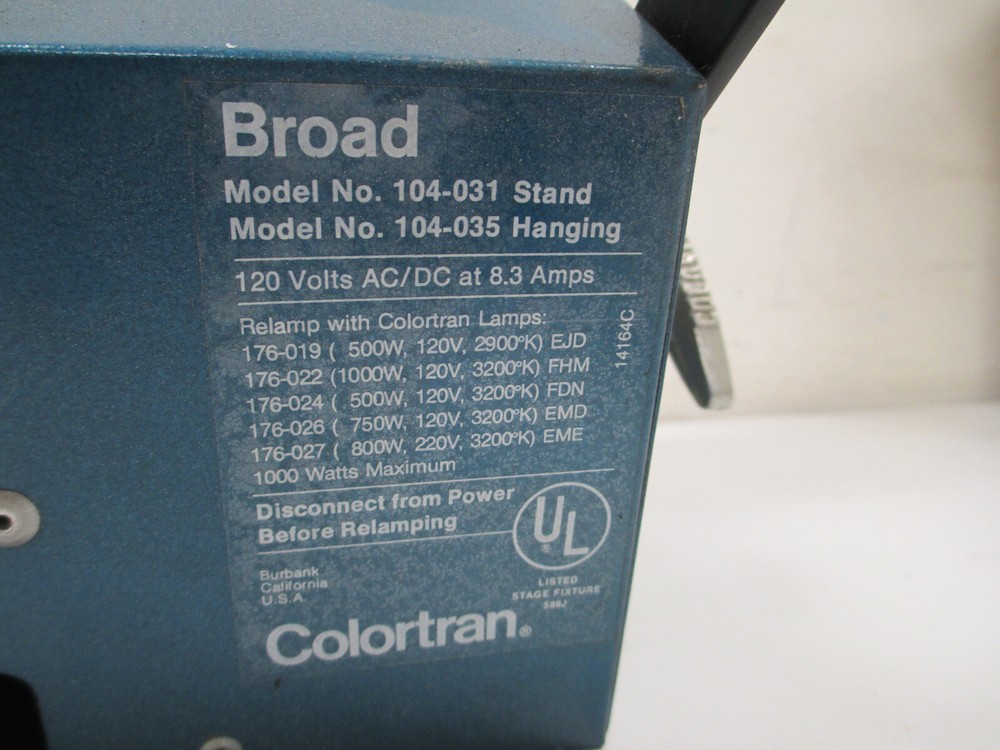 Broad
Model No. 104-031 Stand
Model No. 104-035 Hanging
120 Volts AC/DC at 8.3 Amps
Relamp with Colortran Lamps:
176-019 ( 500W, 120V, 2900°K) EJD
176-022 (1000W, 120V, 3200°K) FHM
176-024 ( 500W, 120V, 3200°K) FDN
176-026 ( 750W, 120V, 3200°K) EMD
176-027 ( 800W, 220V, 3200°K) EME
1000 Watts Maximum
14164C
Disconnect from Power
Before Relamping
UL
®
LISTED
STAGE FIXTURE
Burbank
California
U.S.A.
Colortran®